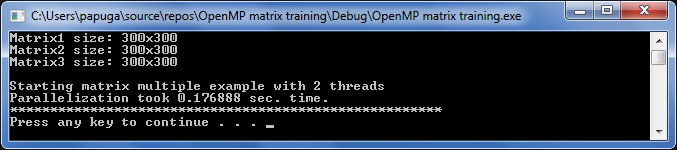 C:\Users\papuga\source\repos\OpenMP matrix training\Debug\OpenMP matrix training.exe
Matrix1 size: 300x300
Matrix2 size: 300x300
Matrix3 size: 300x300
Starting matrix multiple example with 2 threads
Parallelization took 0.176888 sec. time.
******************************************************
Press any key to continue . . . _